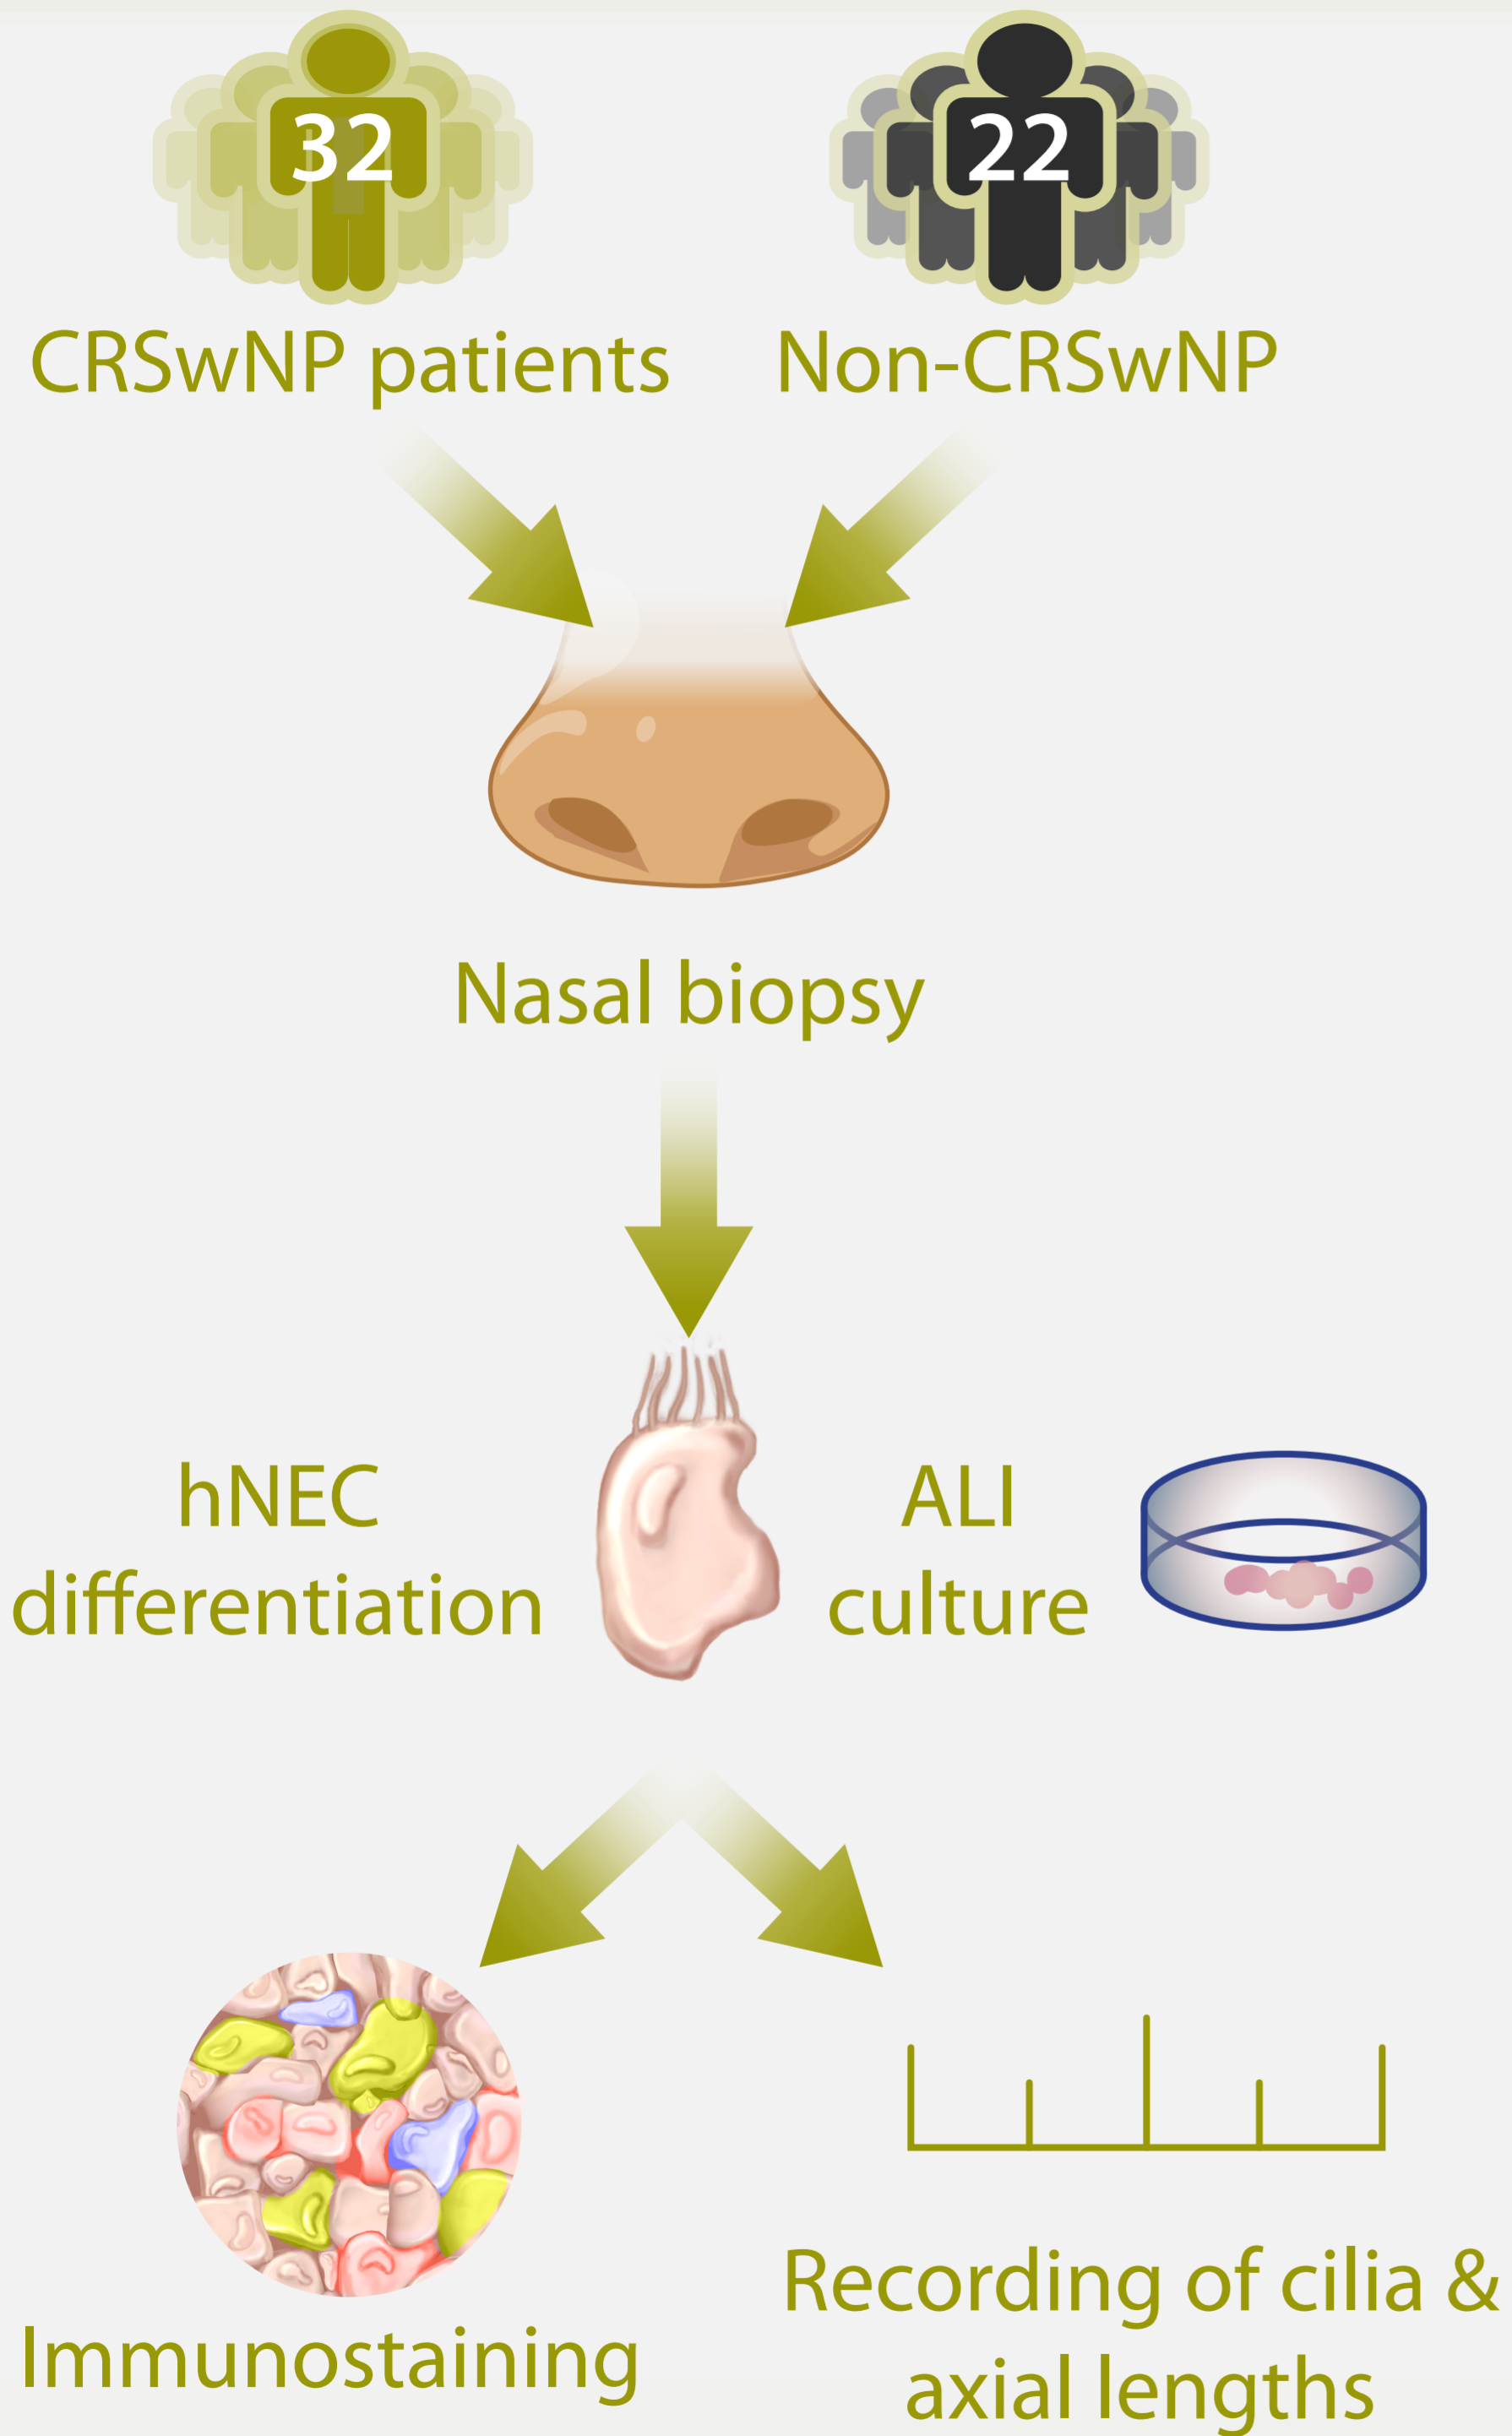 32
22
CRSwNP patients
Non-CRSwNP
Nasal biopsy
hNEC
differentiation
ALI
culture
Immunostaining
Recording of cilia &
axial lengths